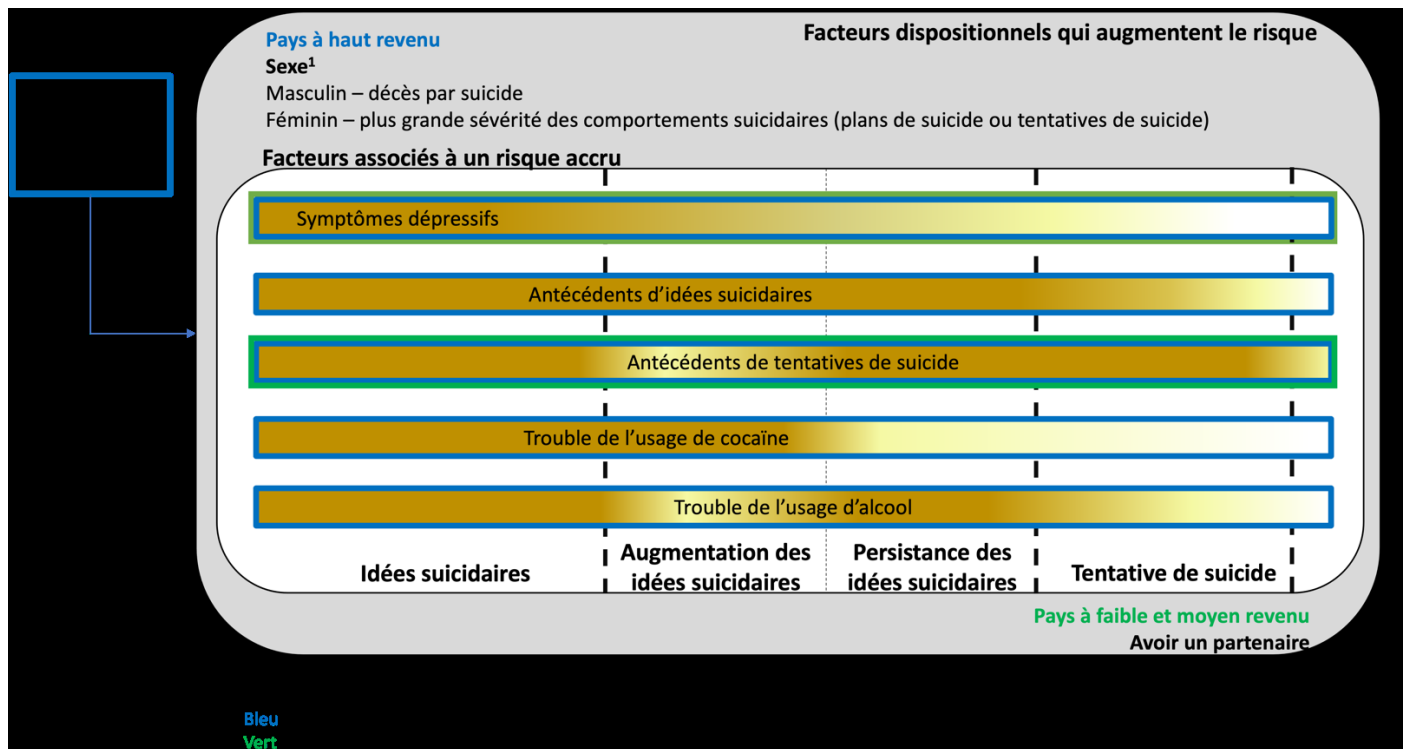 Facteurs dispositionnels qui augmentent le risque
Pays à haut revenu
Sexe¹
Masculin – décès par suicide
Féminin – plus grande sévérité des comportements suicidaires (plans de suicide ou tentatives de suicide)
Facteurs associés à un risque accru
Symptômes dépressifs
Antécédents d’idées suicidaires
Antécédents de tentatives de suicide
Trouble de l’usage de cocaïne
Trouble de l’usage d’alcool
Idées suicidaires
Augmentation des
idées suicidaires
Persistance des
idées suicidaires
Tentative de suicide
Pays à faible et moyen revenu
Avoir un partenaire
Bleu
Vert